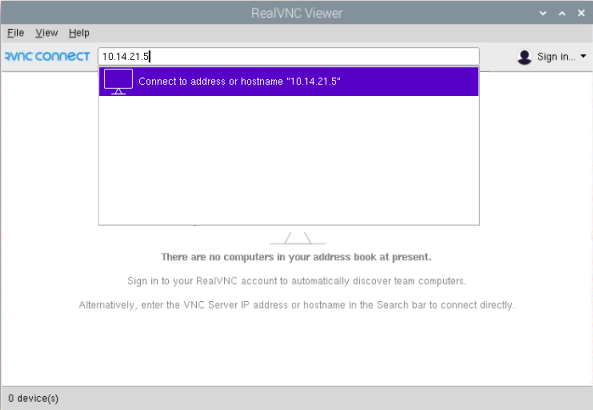 RealVNC Viewer
File View Help
RVNC CONNECT 10.14.21.5 Sign in...
Connect to address or hostname "10.14.21.5"
There are no computers in your address book at present.
Sign in to your RealVNC account to automatically discover team computers.
Alternatively, enter the VNC Server IP address or hostname in the Search bar to connect directly.
0 device(s)